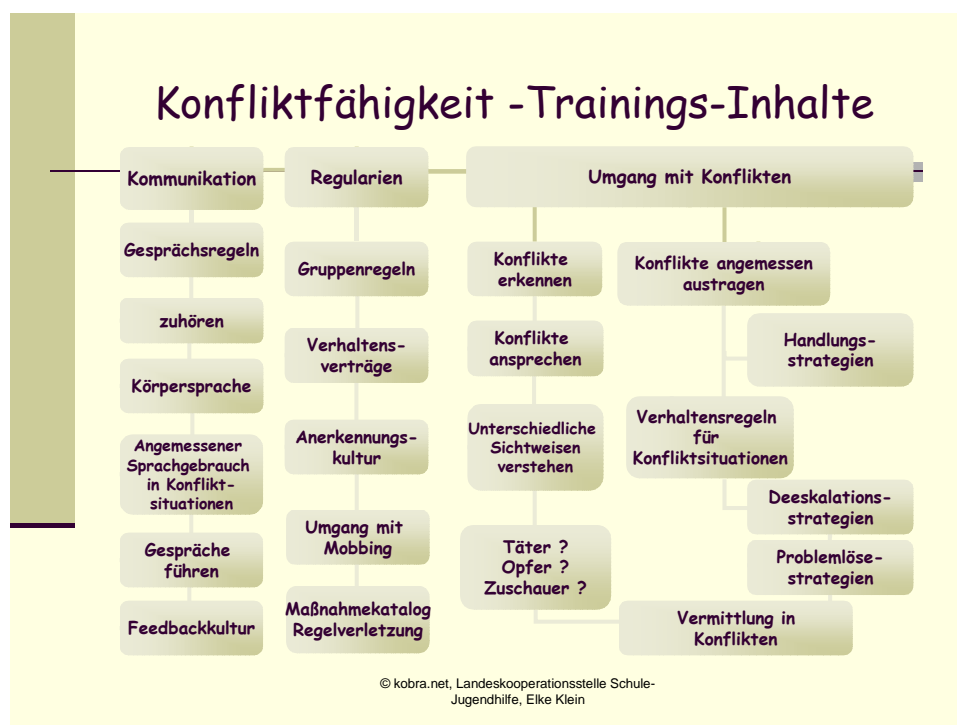 Konfliktfähigkeit -Trainings-Inhalte
Kommunikation
Gesprächsregeln
zuhören
Körpersprache
Angemessener
Sprachgebrauch
in Konflikt-
situationen
Gespräche
führen
Feedbackkultur
Regularien
Gruppenregeln
Verhaltens-
verträge
Anerkennungs-
kultur
Umgang mit
Mobbing
Maßnahmekatalog
Regelverletzung
Umgang mit Konflikten
Konflikte
erkennen
Konflikte
ansprechen
Unterschiedliche
Sichtweisen
verstehen
Täter ?
Opfer ?
Zuschauer ?
Konflikte angemessen
austragen
Handlungs-
strategien
Verhaltensregeln
für
Konfliktsituationen
Deeskalations-
strategien
Problemlöse-
strategien
Vermittlung in
Konflikten
© kobra.net, Landeskooperationsstelle Schule-
Jugendhilfe, Elke Klein